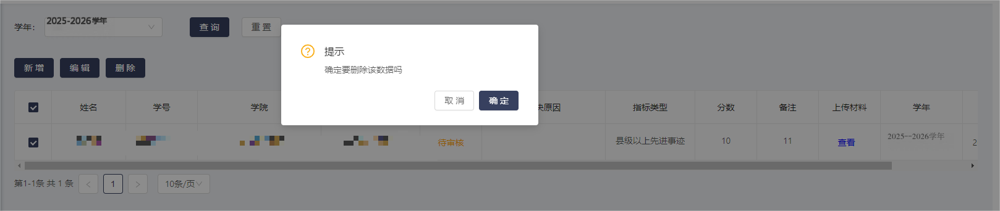 学年：
2025-2026学年
查 询
重 置
新 增
编 辑
删 除
提示
确定要删除该数据吗
取 消
确 定
姓名
学号
学院
决原因
指标类型
分数
备注
上传材料
学年
待审核
县级以上先进事迹
10
11
查看
2025--2026学年
2
第1-1条 共 1 条
1
10条/页